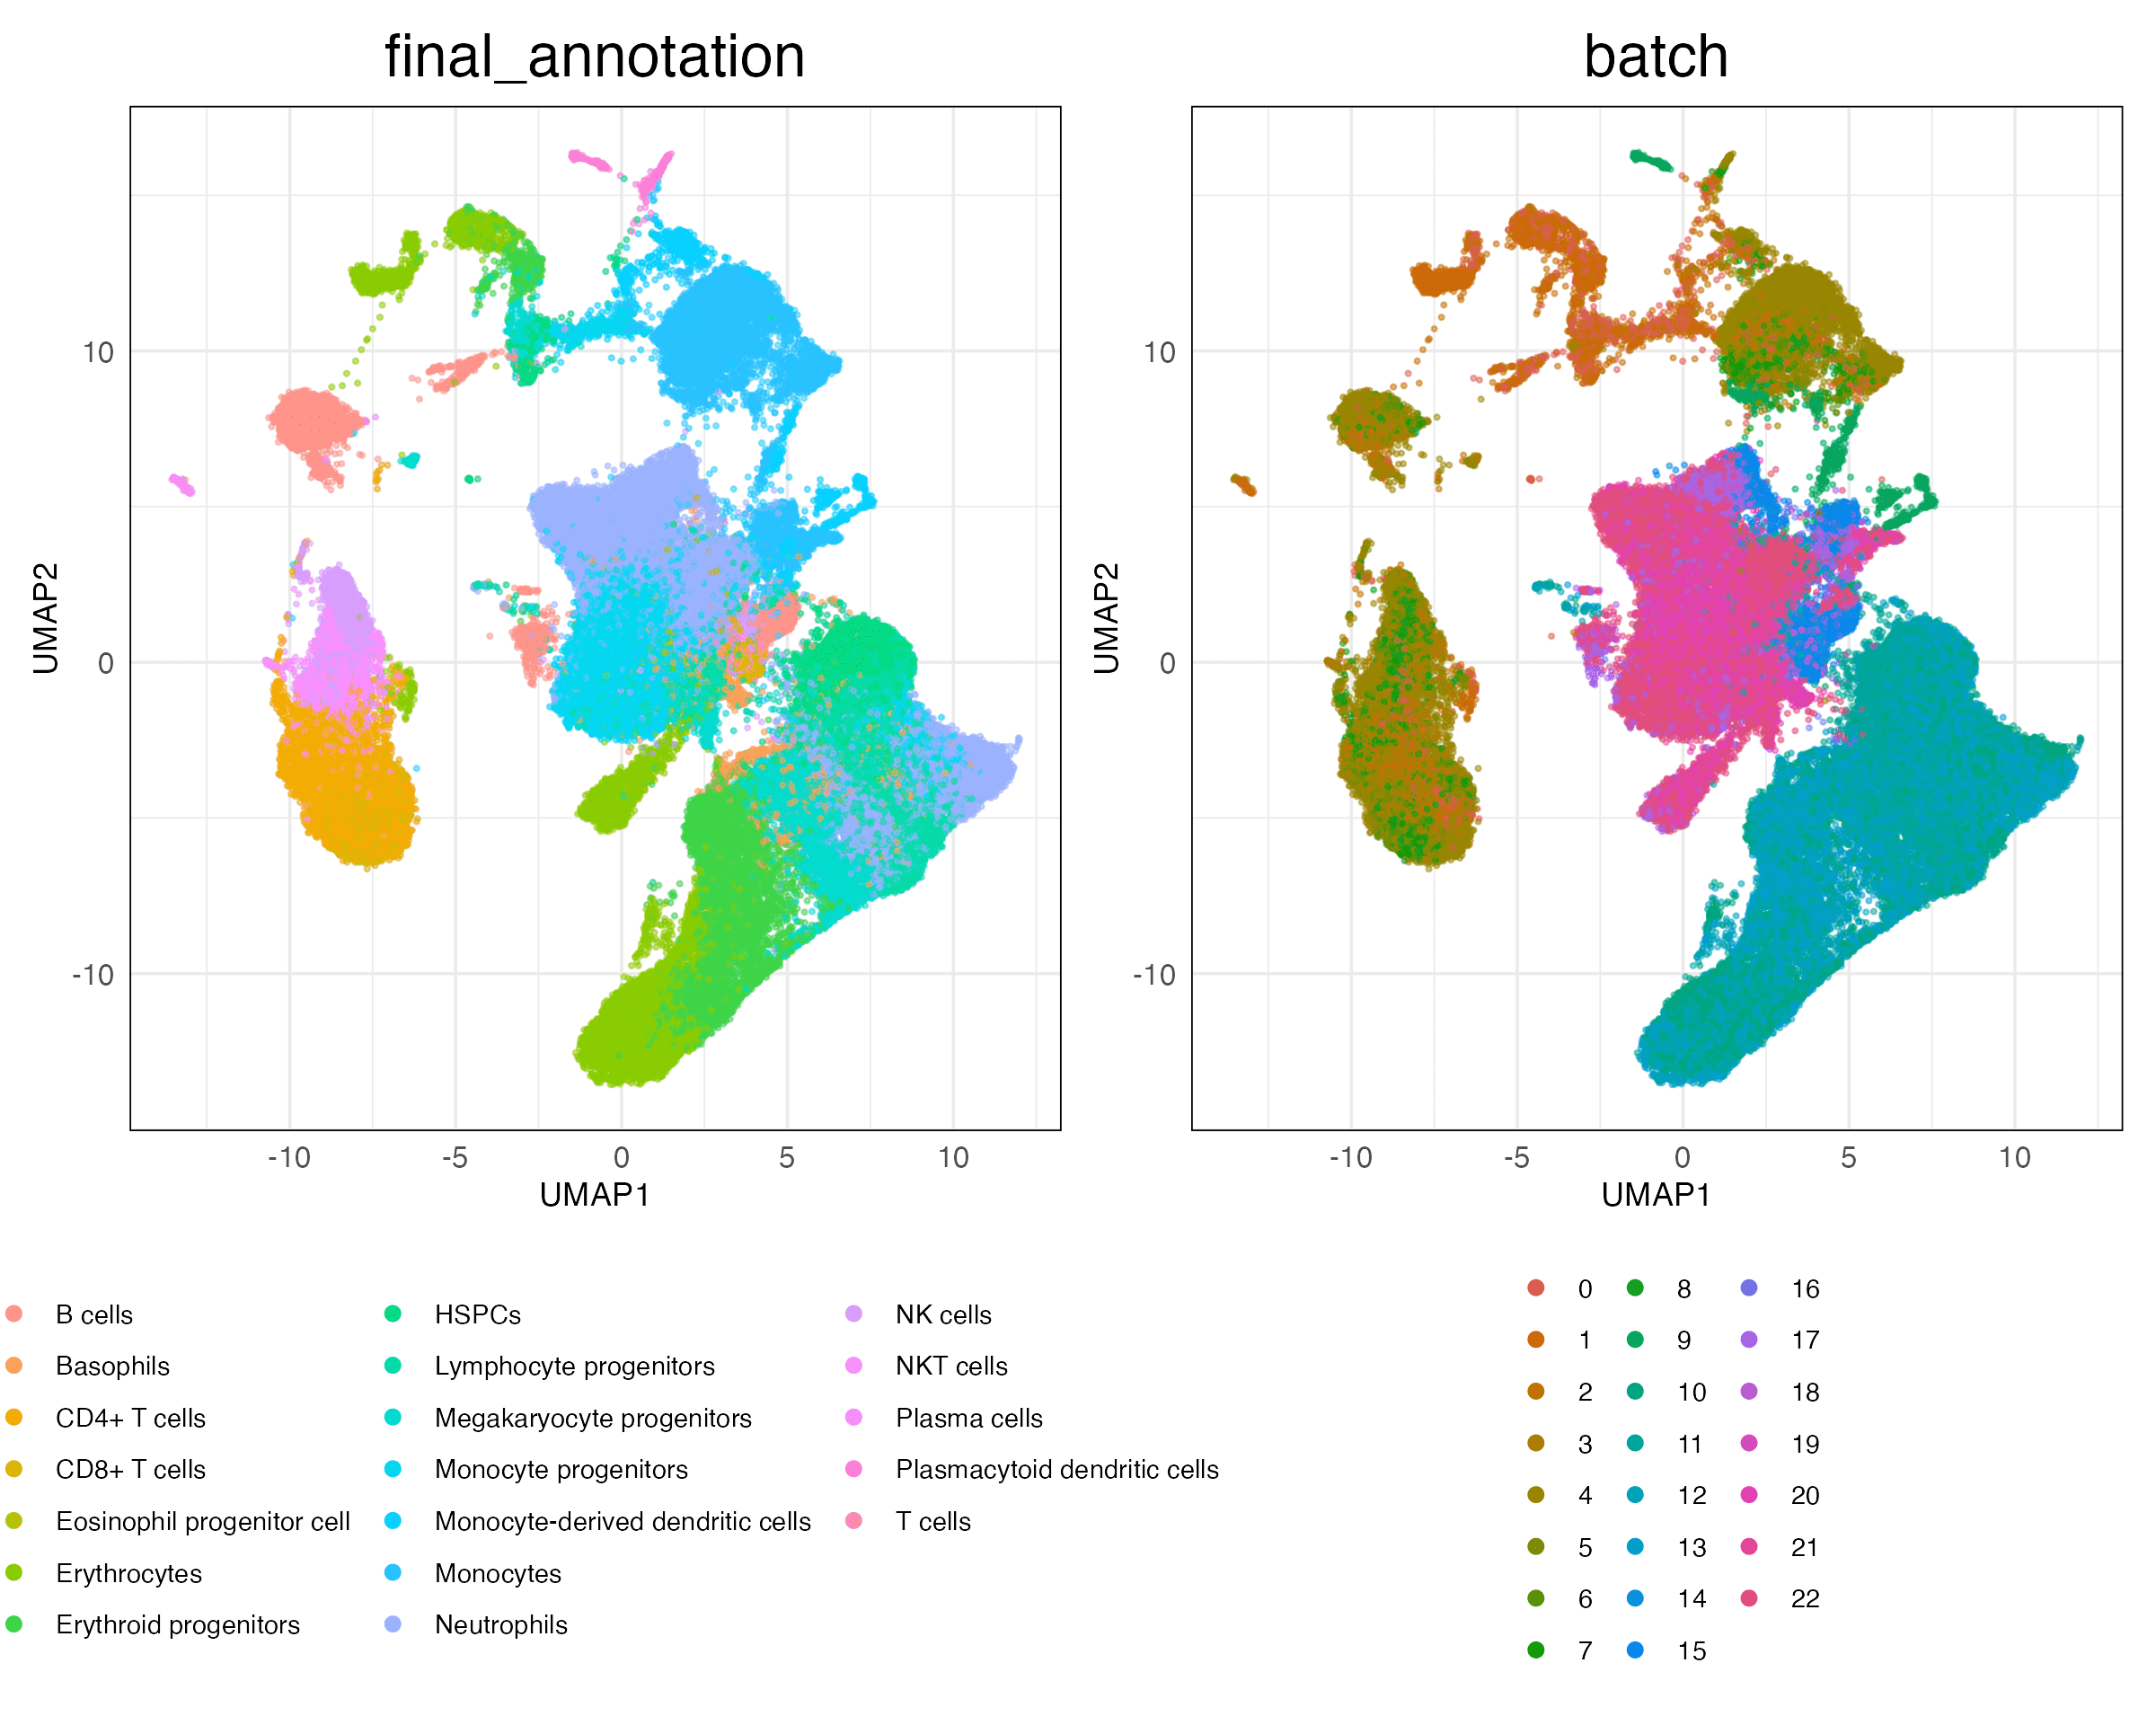 final_annotation
batch
UMAP2
10
0
-10
-10 -5 0 5 10
UMAP1
UMAP2
10
0
-10
-10 -5 0 5 10
UMAP1
B cells
Basophils
CD4+ T cells
CD8+ T cells
Eosinophil progenitor cell
Erythrocytes
Erythroid progenitors
HSPCs
Lymphocyte progenitors
Megakaryocyte progenitors
Monocyte progenitors
Monocyte-derived dendritic cells
Monocytes
Neutrophils
NK cells
NKT cells
Plasma cells
Plasmacytoid dendritic cells
T cells
0
1
2
3
4
5
6
7
8
9
10
11
12
13
14
15
16
17
18
19
20
21
22